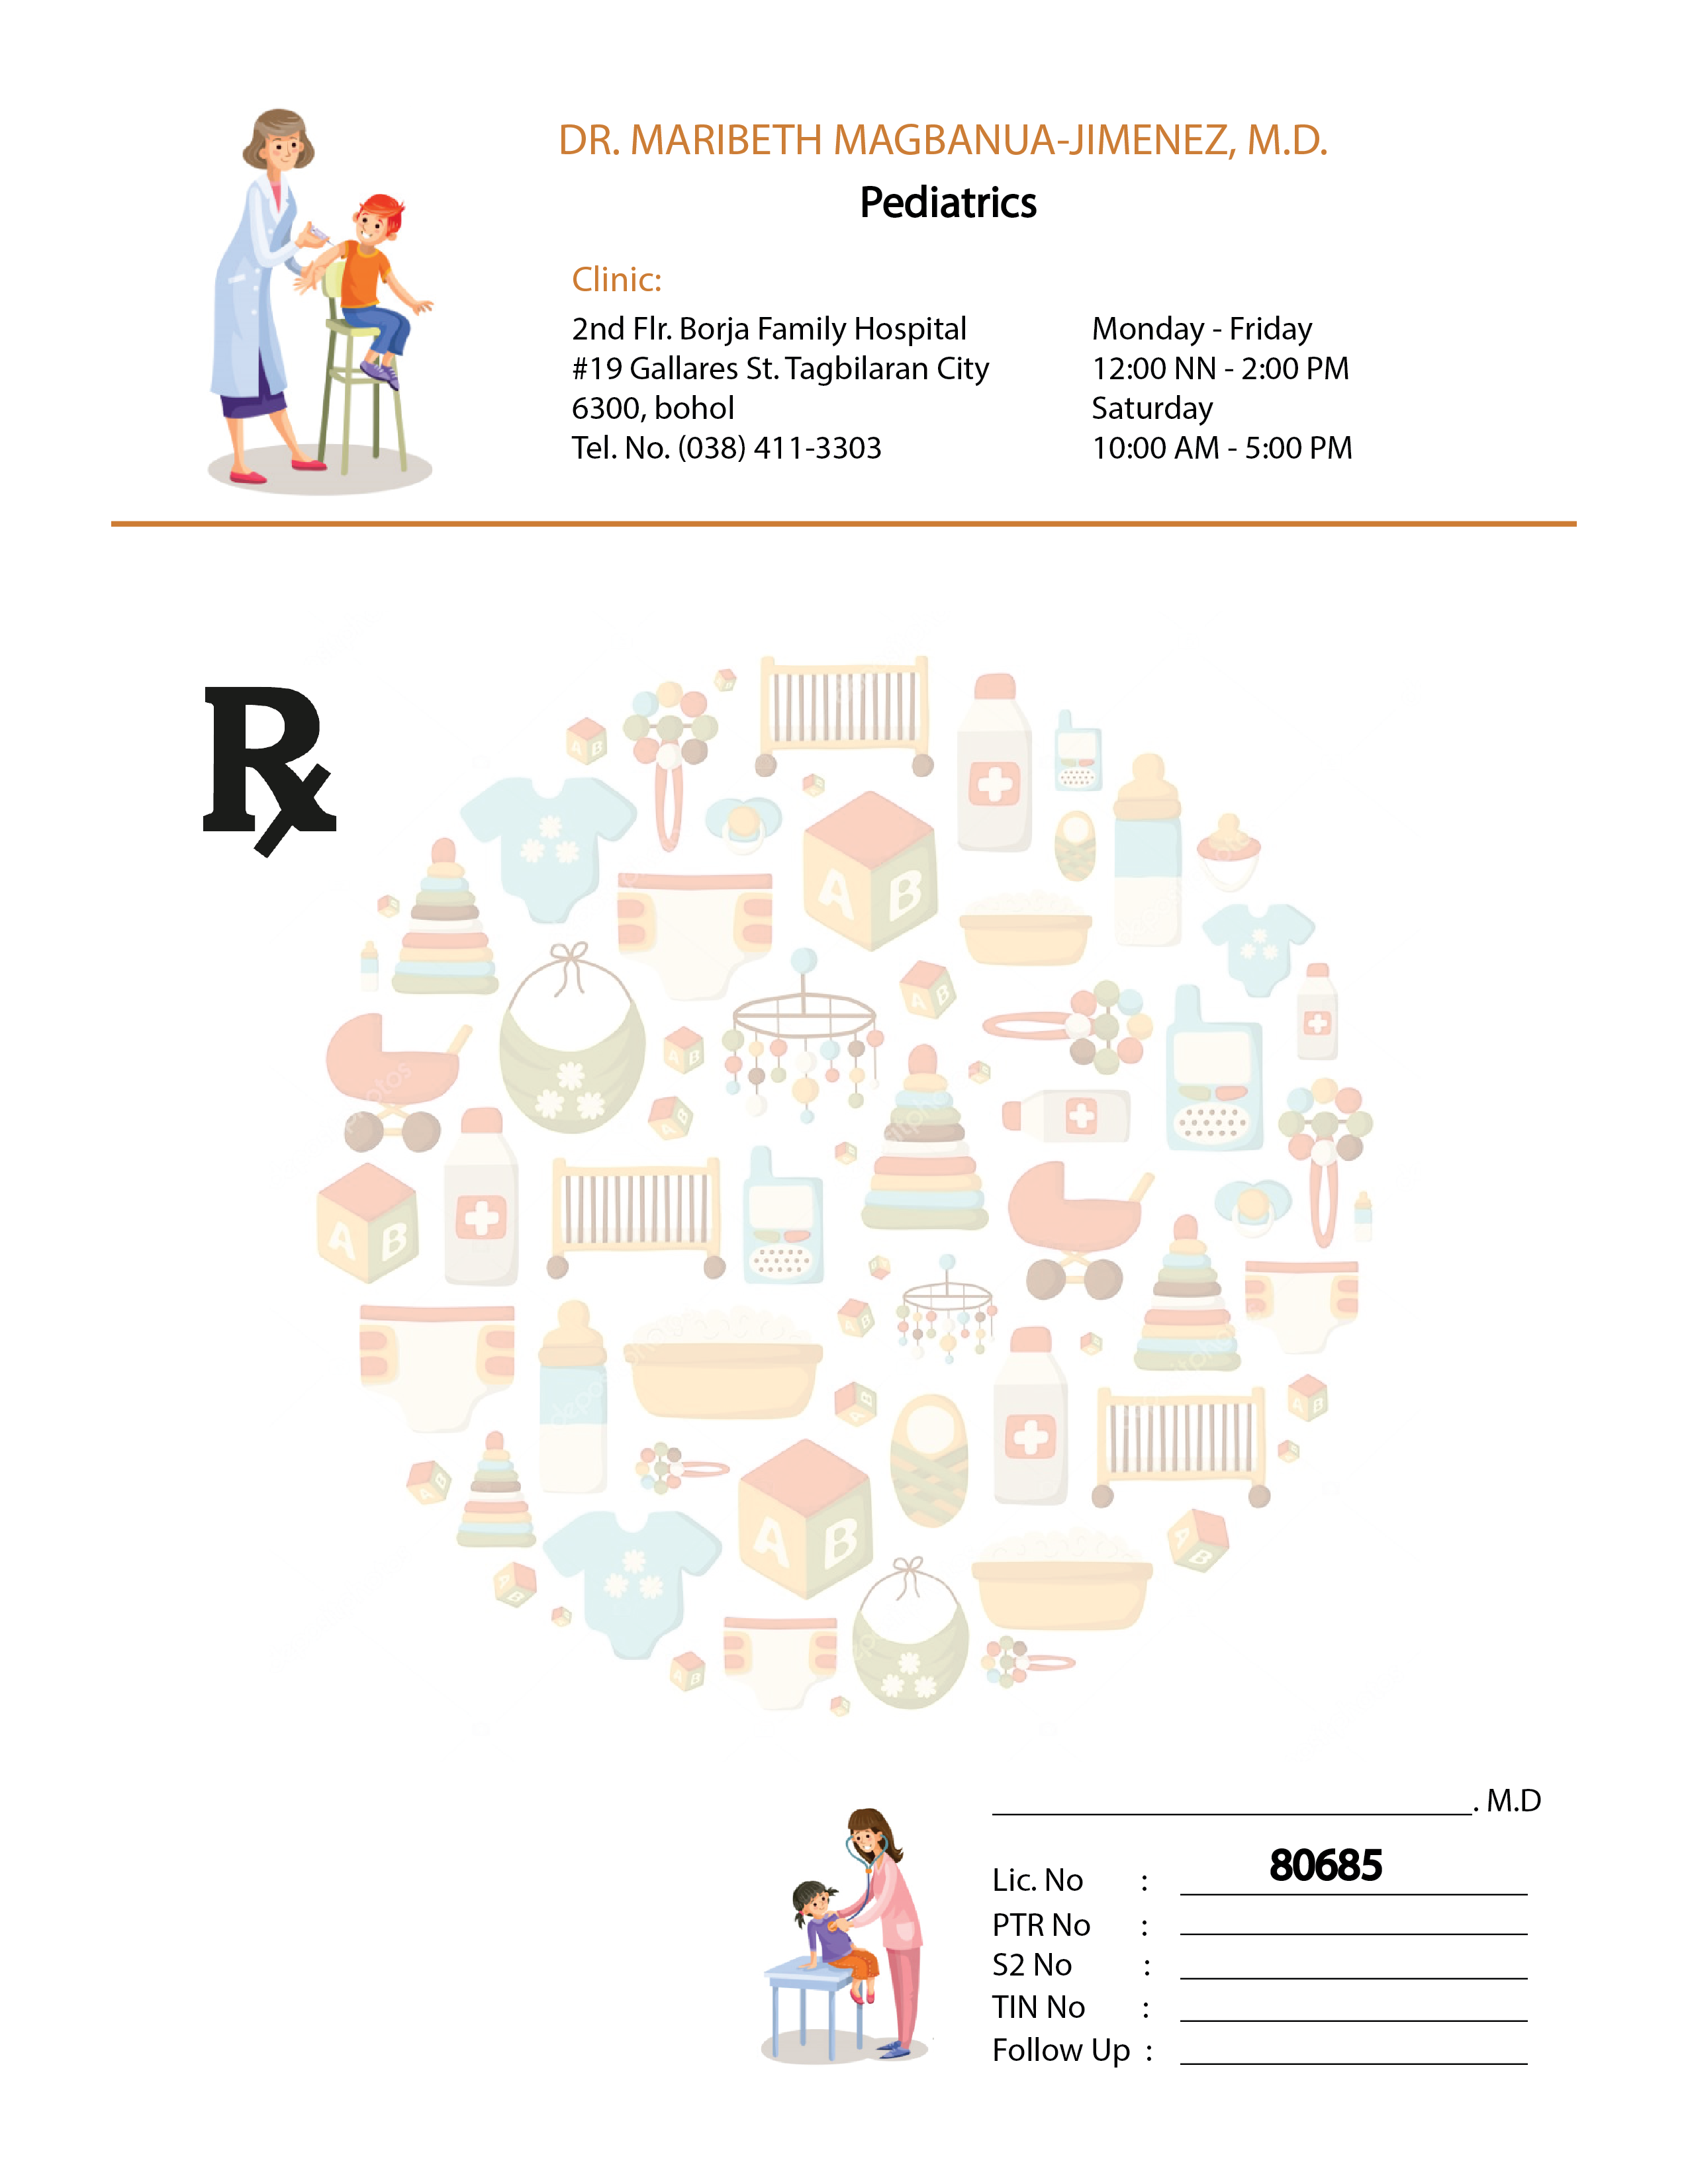 DR. MARIBETH MAGBANUA-JIMENEZ, M.D.
Pediatrics
Clinic:
2nd Flr. Borja Family Hospital
#19 Gallares St. Tagbilaran City
6300, bohol
Tel. No. (038) 411-3303
Monday - Friday
12:00 NN - 2:00 PM
Saturday
10:00 AM - 5:00 PM
Rx
A B
. M.D
Lic. No : 80685
PTR No :
S2 No :
TIN No :
Follow Up :